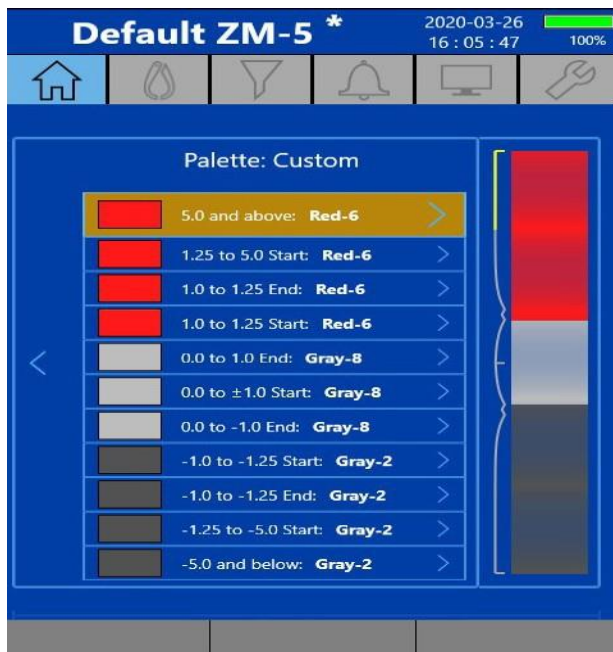 Default ZM-5 *
2020-03-26
16 : 05 : 47
100%
Palette: Custom
5.0 and above: Red-6
1.25 to 5.0 Start: Red-6
1.0 to 1.25 End: Red-6
1.0 to 1.25 Start: Red-6
0.0 to 1.0 End: Gray-8
0.0 to ±1.0 Start: Gray-8
0.0 to -1.0 End: Gray-8
-1.0 to -1.25 Start: Gray-2
-1.0 to -1.25 End: Gray-2
-1.25 to -5.0 Start: Gray-2
-5.0 and below: Gray-2